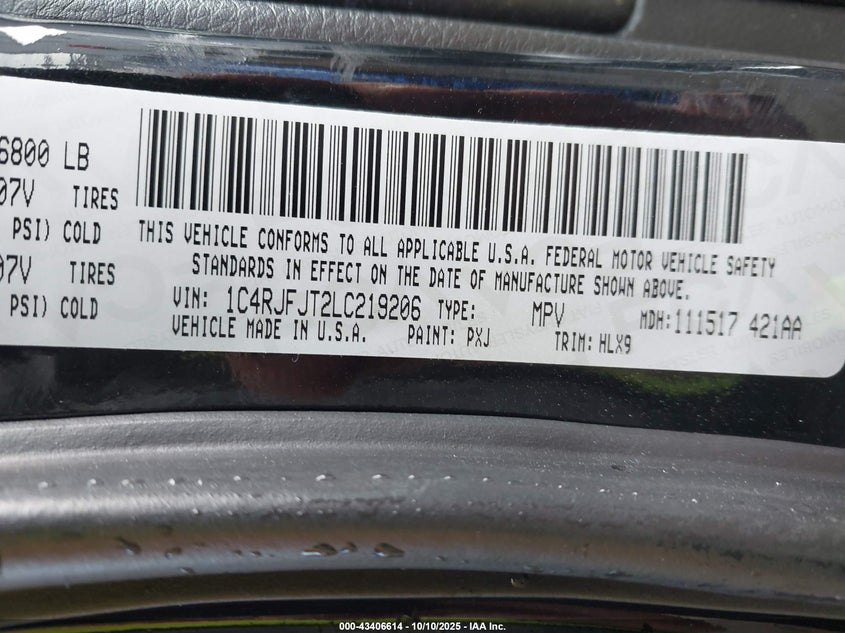 6800 LB
07V TIRES
PSI) COLD
07V TIRES
PSI) COLD
THIS VEHICLE CONFORMS TO ALL APPLICABLE U.S.A. FEDERAL MOTOR VEHICLE SAFETY
STANDARDS IN EFFECT ON THE DATE OF MANUFACTURE SHOWN ABOVE.
VIN: 1C4RJFJT2LC219206 TYPE: MPV MDH:111517 421AA
VEHICLE MADE IN U.S.A. PAINT: PXJ TRIM: HLX9
000-43406614 - 10/10/2025 - IAA Inc.